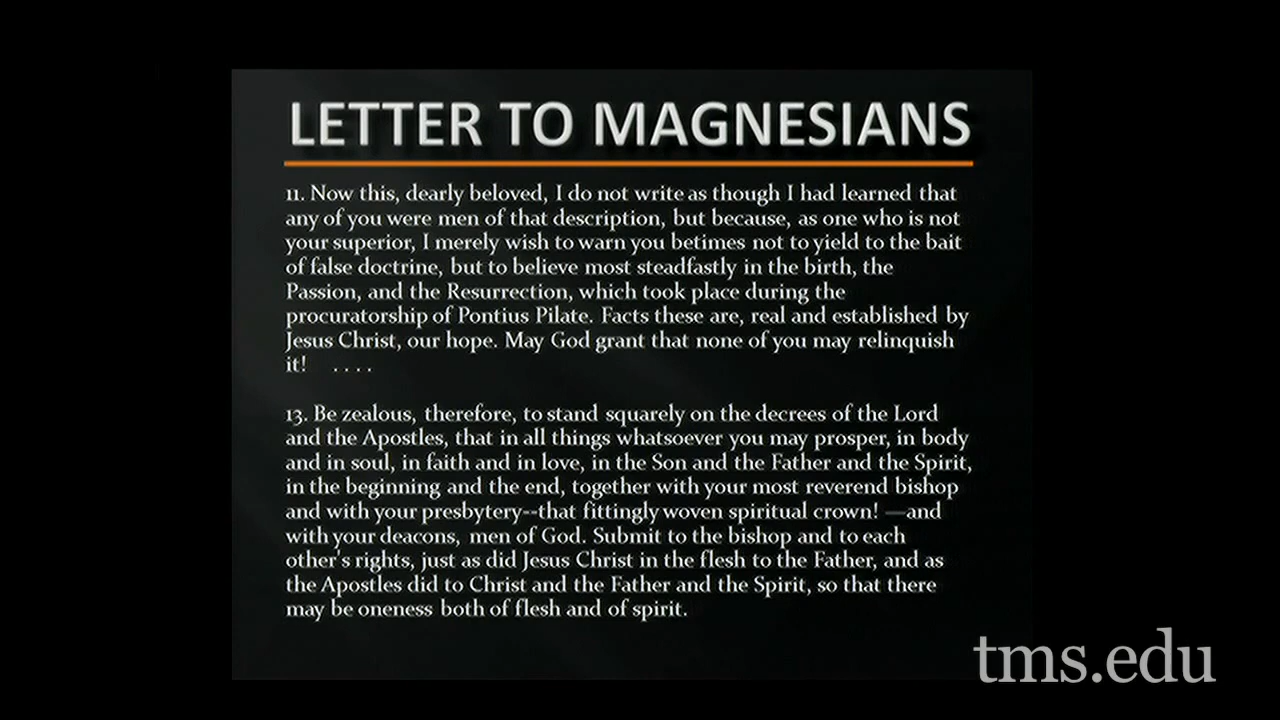 LETTER TO MAGNESIANS
11. Now this, dearly beloved, I do not write as though I had learned that
any of you were men of that description, but because, as one who is not
your superior, I merely wish to warn you betimes not to yield to the bait
of false doctrine, but to believe most steadfastly in the birth, the
Passion, and the Resurrection, which took place during the
procuratorship of Pontius Pilate. Facts these are, real and established by
Jesus Christ, our hope. May God grant that none of you may relinquish
it! . . . .
13. Be zealous, therefore, to stand squarely on the decrees of the Lord
and the Apostles, that in all things whatsoever you may prosper, in body
and in soul, in faith and in love, in the Son and the Father and the Spirit,
in the beginning and the end, together with your most reverend bishop
and with your presbytery--that fittingly woven spiritual crown! —and
with your deacons, men of God. Submit to the bishop and to each
other's rights, just as did Jesus Christ in the flesh to the Father, and as
the Apostles did to Christ and the Father and the Spirit, so that there
may be oneness both of flesh and of spirit.
tms.edu